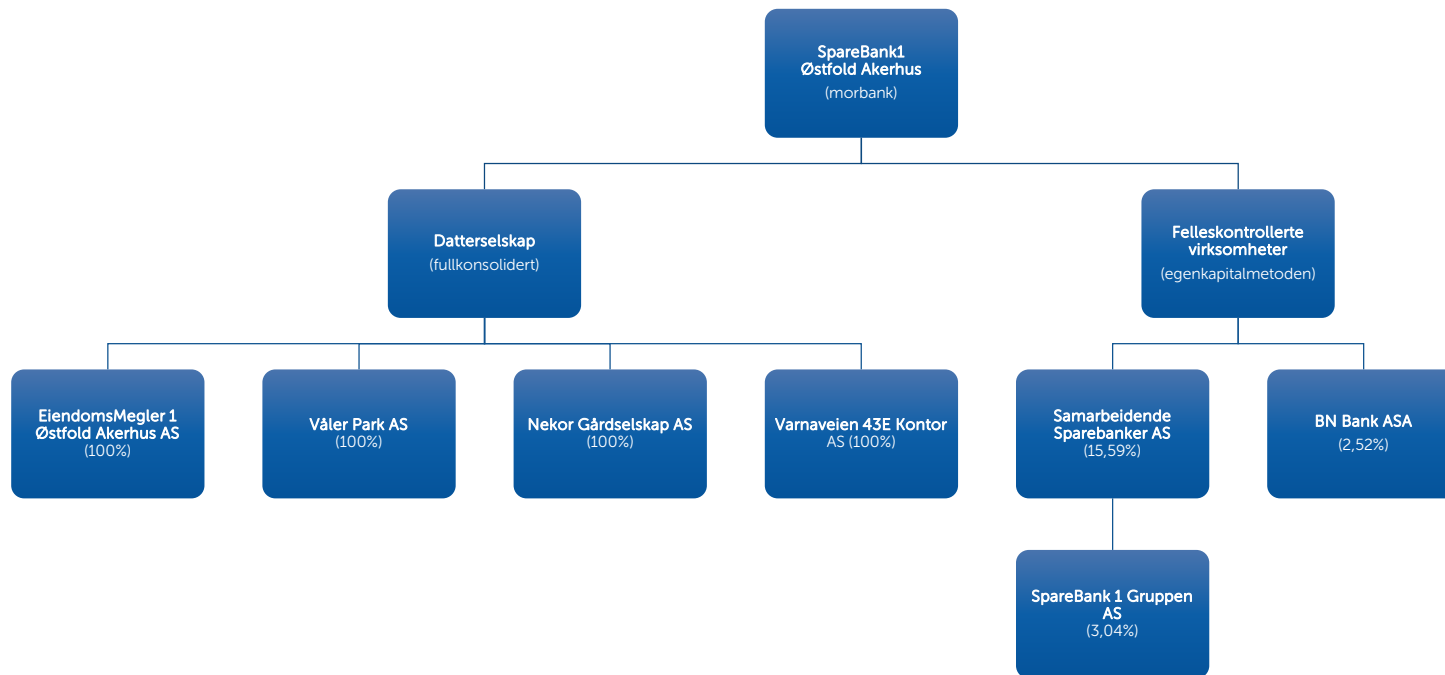 SpareBank1
Østfold Akerhus
(morbank)
Datterselskap
(fullkonsolidert)
Felleskontrollerte
virksomheter
(egenkapitalmetoden)
EiendomsMegler 1
Østfold Akerhus AS
(100%)
Våler Park AS
(100%)
Nekor Gårdselskap AS
(100%)
Varnaveien 43E Kontor
AS (100%)
Samarbeidende
Sparebanker AS
(15,59%)
BN Bank ASA
(2,52%)
SpareBank 1 Gruppen
AS
(3,04%)